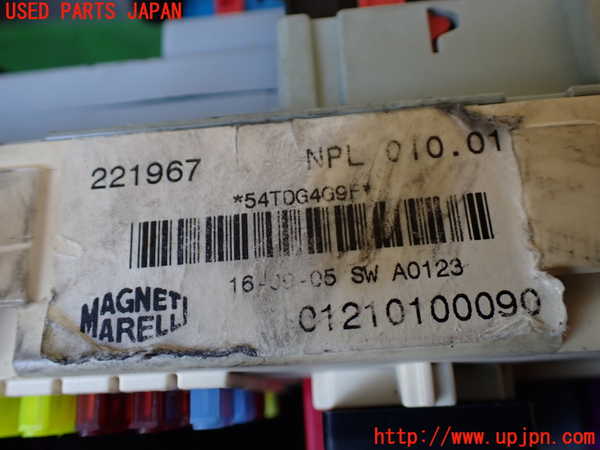 USED PARTS JAPAN
221967 NPL 010.01
*54TDG4G9F*
SW A0123
MAGNETI
MARELLI
01210100090
http://www.upjpn.com